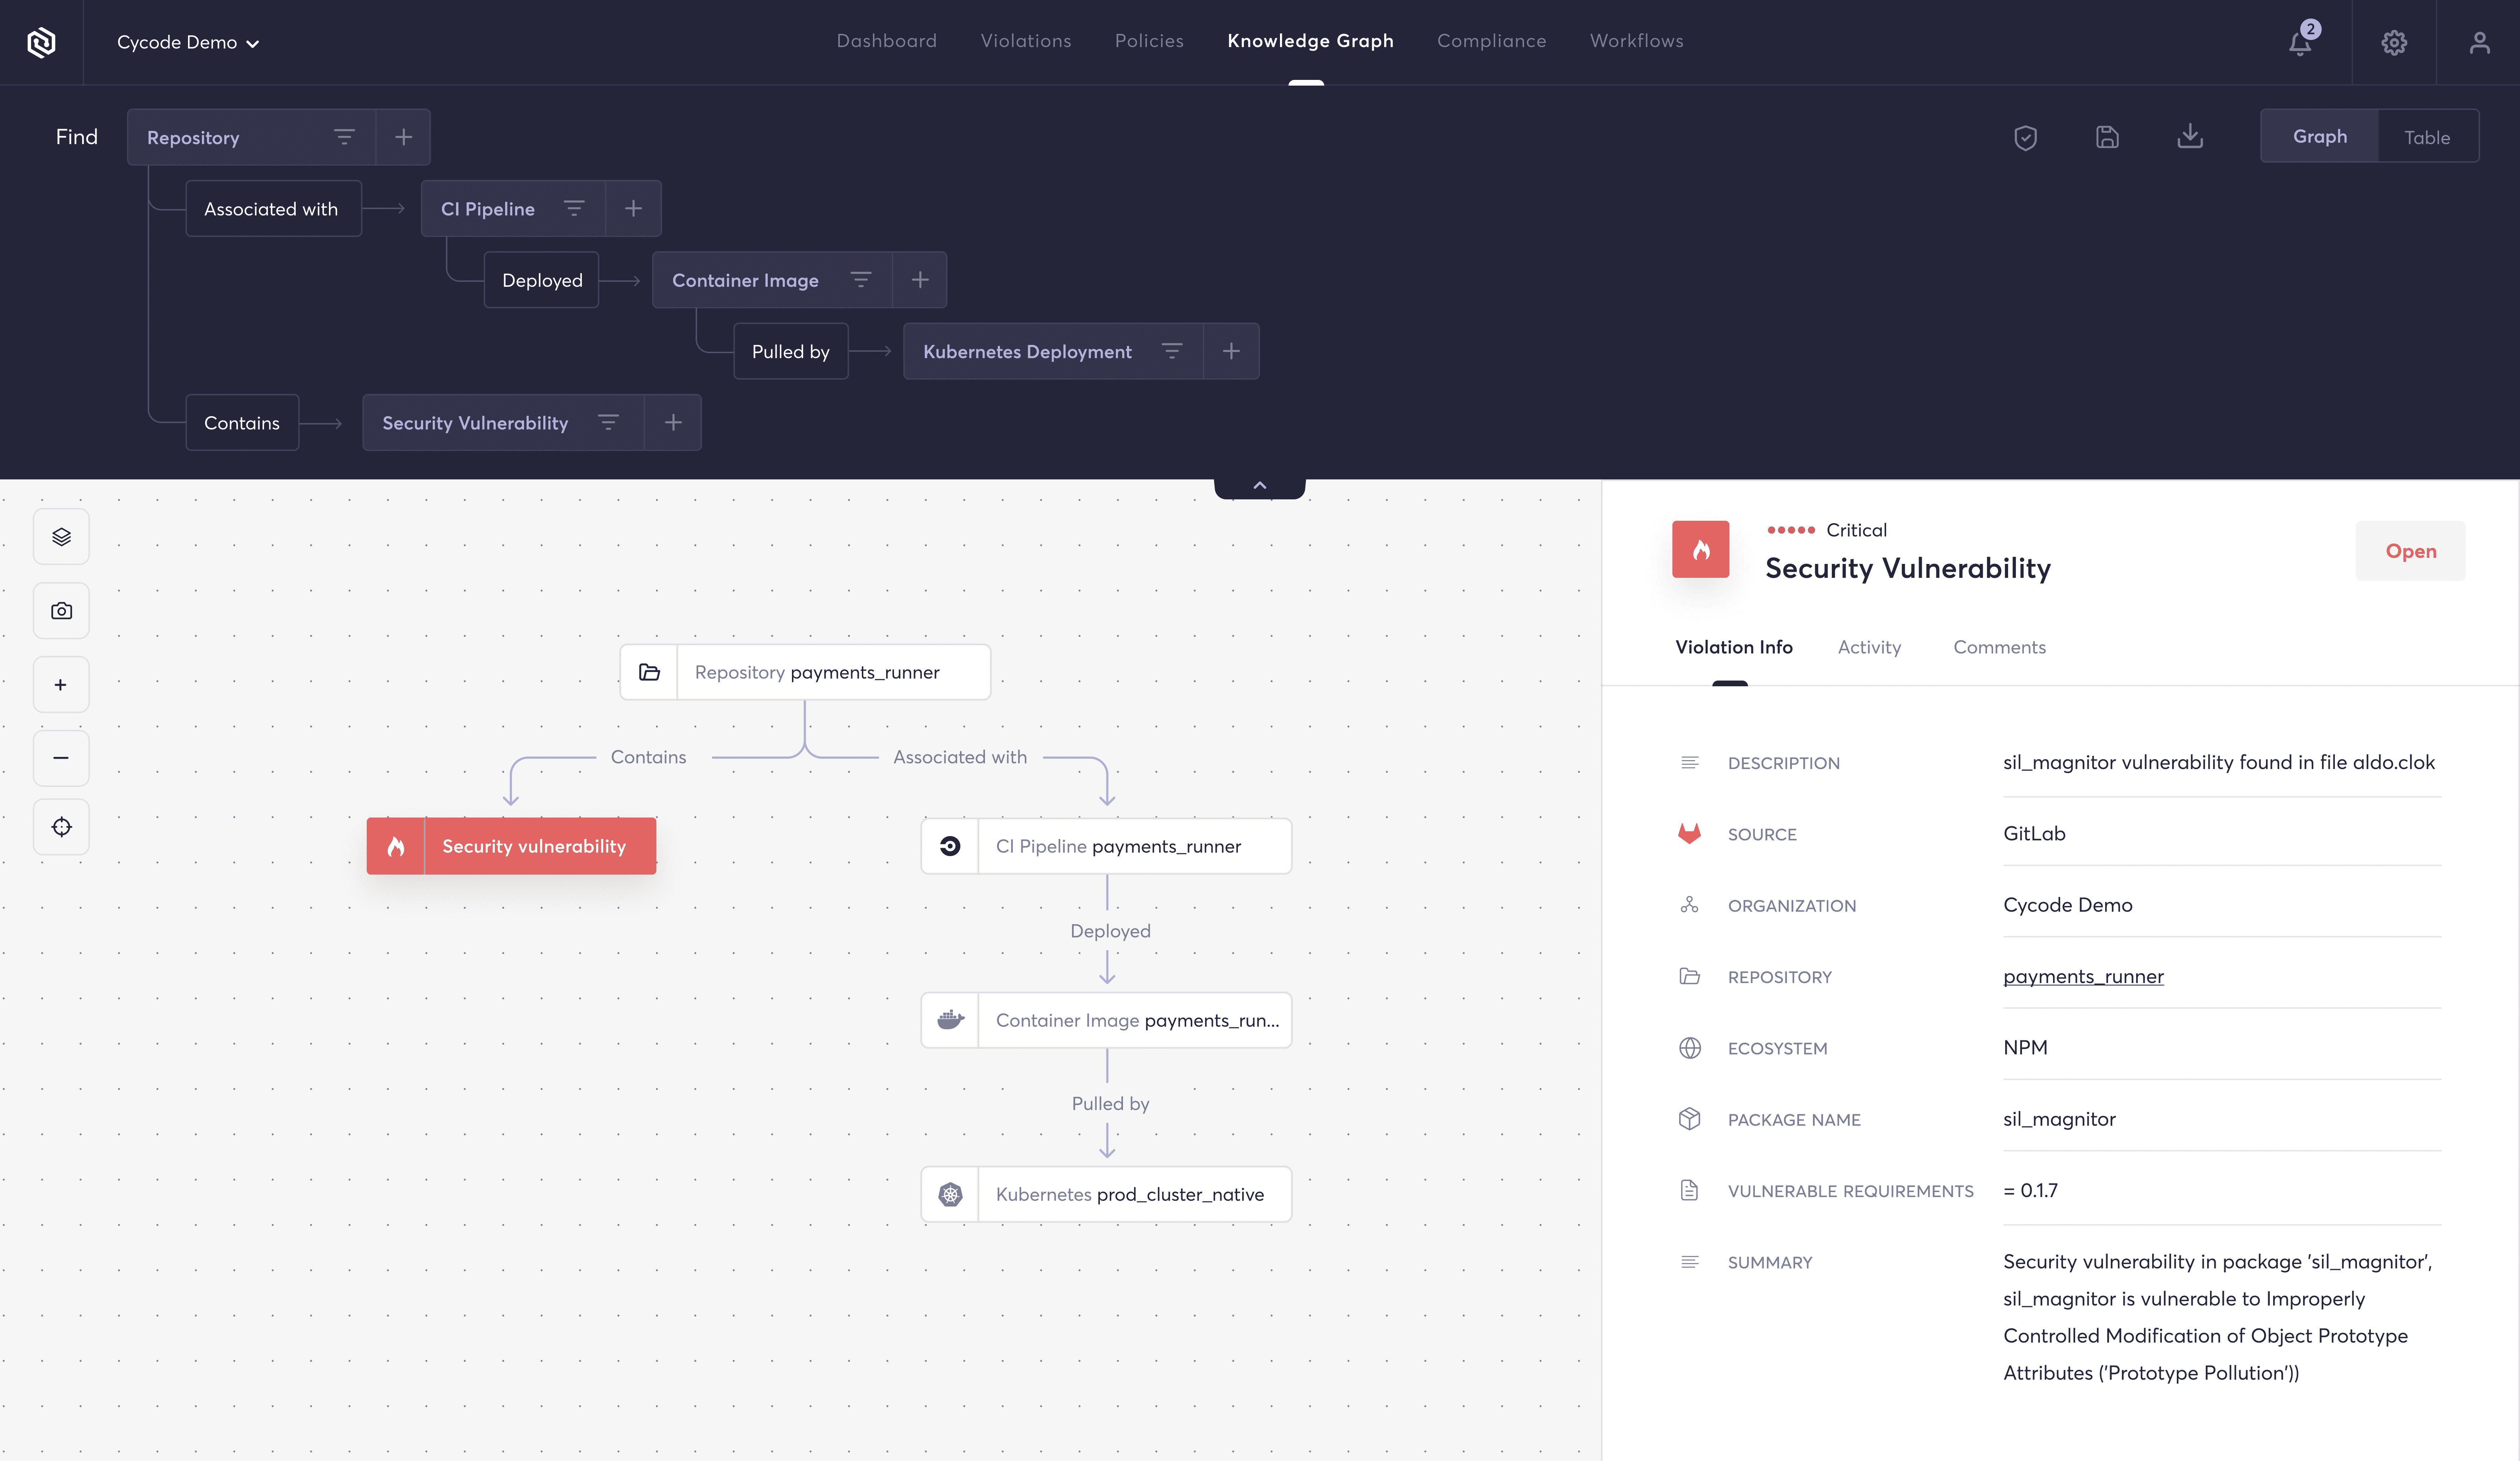 Cycode Demo
Dashboard
Violations
Policies
Knowledge Graph
Compliance
Workflows
2
Find
Repository
Graph
Table
Associated with
CI Pipeline
Deployed
Container Image
Pulled by
Kubernetes Deployment
Contains
Security Vulnerability
Repository payments_runner
Contains
Associated with
Security vulnerability
CI Pipeline payments_runner
Deployed
Container Image payments_run...
Pulled by
Kubernetes prod_cluster_native
Critical
Security Vulnerability
Open
Violation Info
Activity
Comments
DESCRIPTION
sil_magnitor vulnerability found in file aldo.clok
SOURCE
GitLab
ORGANIZATION
Cycode Demo
REPOSITORY
payments_runner
ECOSYSTEM
NPM
PACKAGE NAME
sil_magnitor
VULNERABLE REQUIREMENTS
= 0.1.7
SUMMARY
Security vulnerability in package 'sil_magnitor',
sil_magnitor is vulnerable to Improperly
Controlled Modification of Object Prototype
Attributes ('Prototype Pollution'))